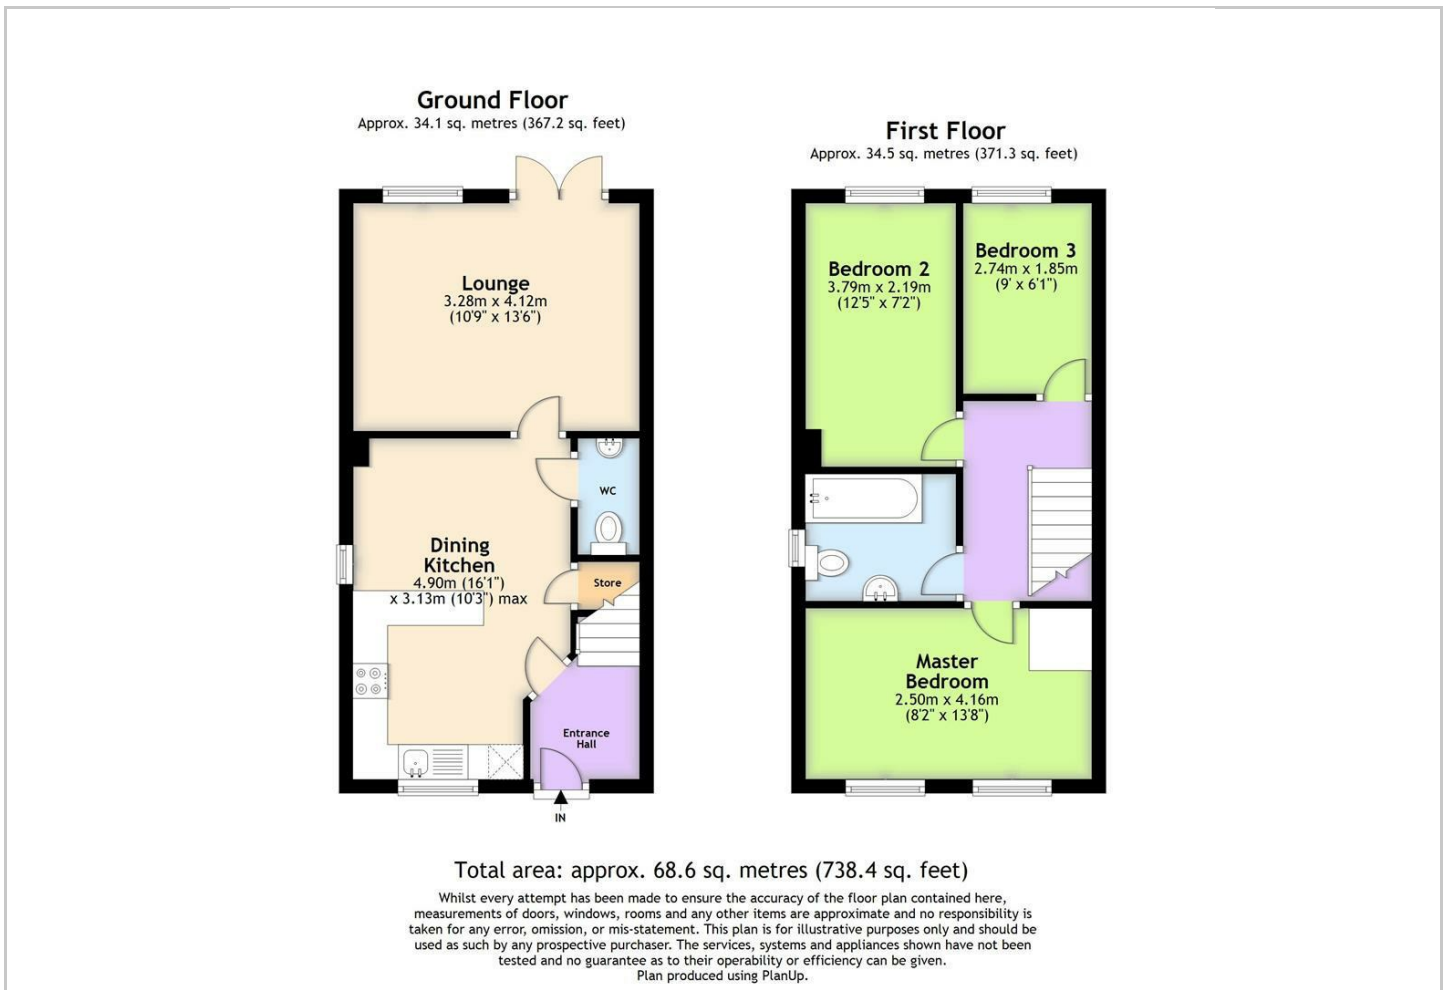 Ground Floor
Approx. 34.1 sq. metres (367.2 sq. feet)
Lounge
3.28m x 4.12m
(10'9" x 13'6")
WC
Dining
Kitchen
4.90m (16'1")
x 3.13m (10'3") max
Store
Entrance
Hall
IN
First Floor
Approx. 34.5 sq. metres (371.3 sq. feet)
Bedroom 2
3.79m x 2.19m
(12'5" x 7'2")
Bedroom 3
2.74m x 1.85m
(9' x 6'1")
Master
Bedroom
2.50m x 4.16m
(8'2" x 13'8")
Total area: approx. 68.6 sq. metres (738.4 sq. feet)
Whilst every attempt has been made to ensure the accuracy of the floor plan contained here,
measurements of doors, windows, rooms and any other items are approximate and no responsibility is
taken for any error, omission, or mis-statement. This plan is for illustrative purposes only and should be
used as such by any prospective purchaser. The services, systems and appliances shown have not been
tested and no guarantee as to their operability or efficiency can be given.
Plan produced using PlanUp.